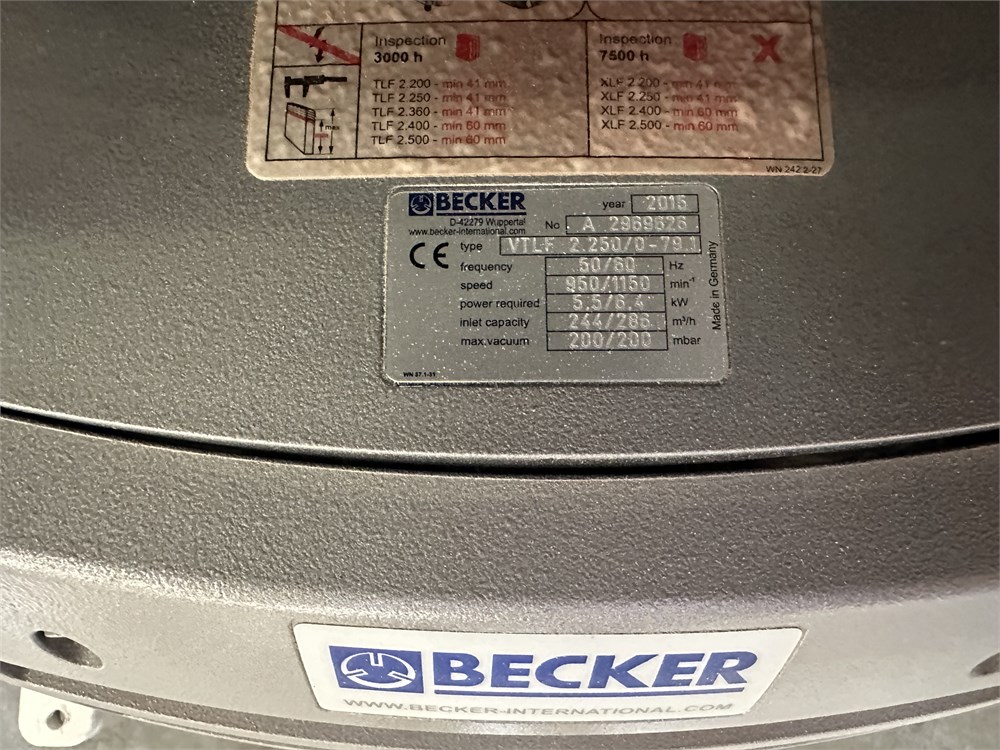 Inspection
3000 h
TLF 2.200 - min 41 mm
TLF 2.250 - min 41 mm
TLF 2.360 - min 41 mm
TLF 2.400 - min 60 mm
TLF 2.500 - min 60 mm
max
Inspection
7500 h
XLF 2.200 - min 41 mm
XLF 2.250 - min 41 mm
XLF 2.400 - min 60 mm
XLF 2.500 - min 60 mm
WN 242 2-27
BECKER
D-42279 Wuppertal
www.becker-international.com
year 2015
No A 2969626
CE type VTLF 2.250/0-79.1
frequency 50/60 Hz
speed 950/1150 min⁻¹
power required 5.5/6.4 kW
inlet capacity 244/286 m³/h
max.vacuum 200/200 mbar
Made in Germany
WN 87.1-31
BECKER
WWW.BECKER-INTERNATIONAL.COM